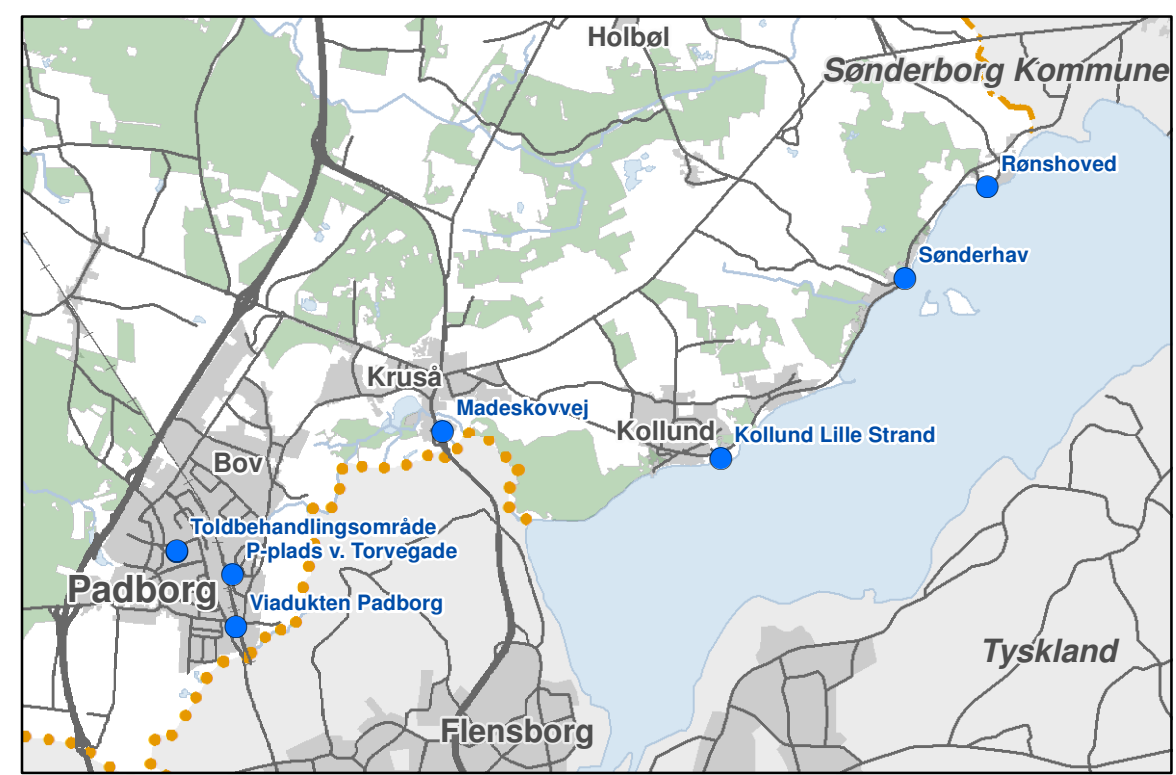 Holbøl
Sønderborg Kommune
Rønshoved
Sønderhav
Kruså
Madeskovvej
Kollund
Kollund Lille Strand
Bov
Toldbehandlingsområde
P-plads v. Torvegade
Padborg
Viadukten Padborg
Tyskland
Flensborg